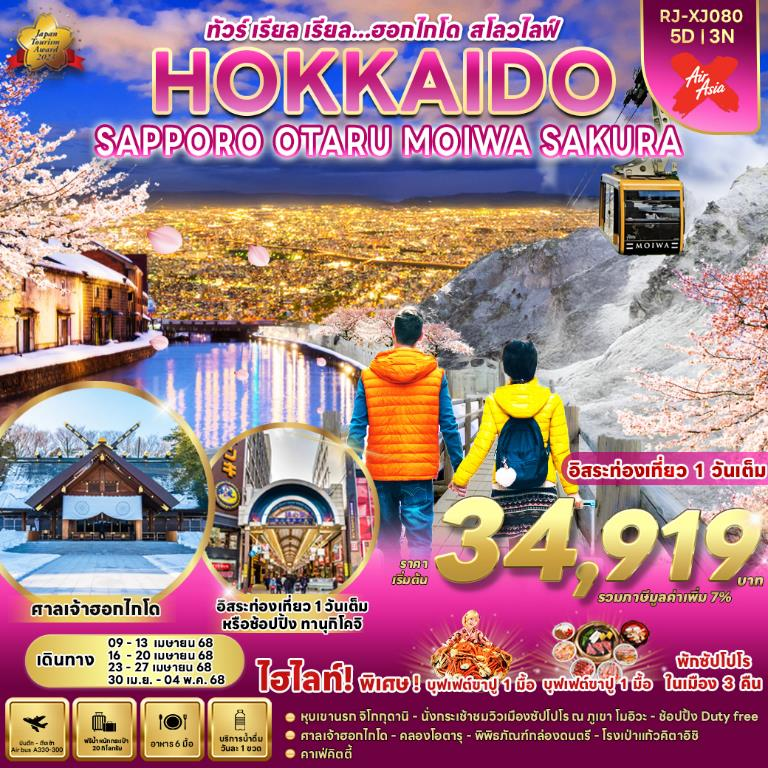 Japan
Tourism
Award
2023
ทัวร์ เรียล เรียล...ฮอกไกโด สโลวไลฟ์
RJ-XJ080
5D | 3N
Air
Asia
HOKKAIDO
SAPPORO OTARU MOIWA SAKURA
MOIWA
อิสระท่องเที่ยว 1 วันเต็ม
ราคา
เริ่มต้น
34,919
บาท
รวมภาษีมูลค่าเพิ่ม 7%
ศาลเจ้าฮอกไกโด
อิสระท่องเที่ยว 1 วันเต็ม
หรือช้อปปิ้ง ทานุกิโคจิ
เดินทาง
09 - 13 เมษายน 68
16 - 20 เมษายน 68
23 - 27 เมษายน 68
30 เม.ย. - 04 พ.ค. 68
ไฮไลท์! พิเศษ! บุฟเฟ่ต์ขาปู 1 มื้อ บุฟเฟ่ต์ขาปู 1 มื้อ
พักซัปโปโร
ในเมือง 3 คืน
บินตรง - ดีเลิศ
Airbus A330-300
ฟรีน้ำหนักกระเป๋า
20 กิโลกรัม
อาหาร 6 มื้อ
บริการน้ำดื่ม
วันละ 1 ขวด
หุบเขานรก จิโกกุดานิ - นั่งกระเช้าชมวิวเมืองซัปโปโร ณ ภูเขา โมอิวะ - ช้อปปิ้ง Duty free
ศาลเจ้าฮอกไกโด - คลองโอตารุ - พิพิธภัณฑ์กล่องดนตรี - โรงเป่าแก้วคิตาอิชิ
คาเฟ่คิตตี้